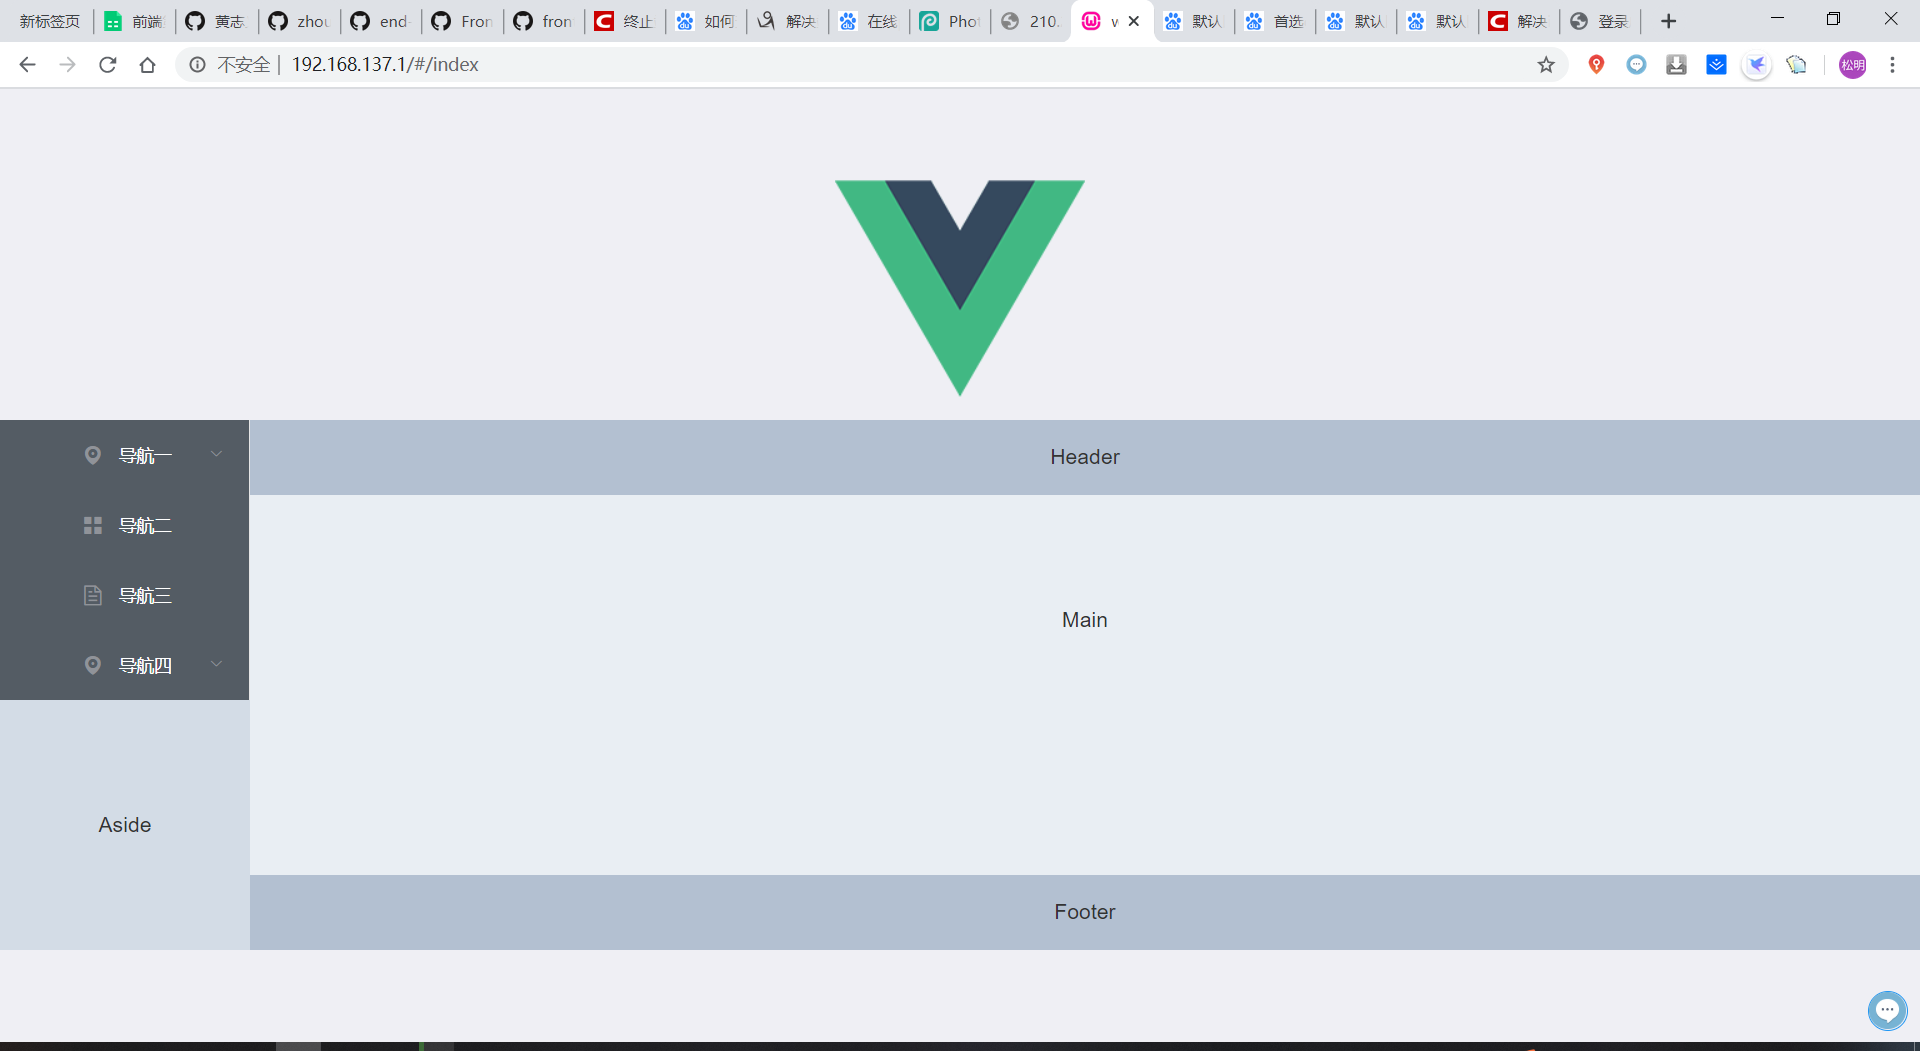 新标签页 前端 黄志 zhou end- Fron fron 终止 如何 解决 在线 Phot 210. 默认 首选 默认 默认 解决 登录
不安全 192.168.137.1/#/index 松明
导航一
导航二
导航三
导航四
Aside
Header
Main
Footer